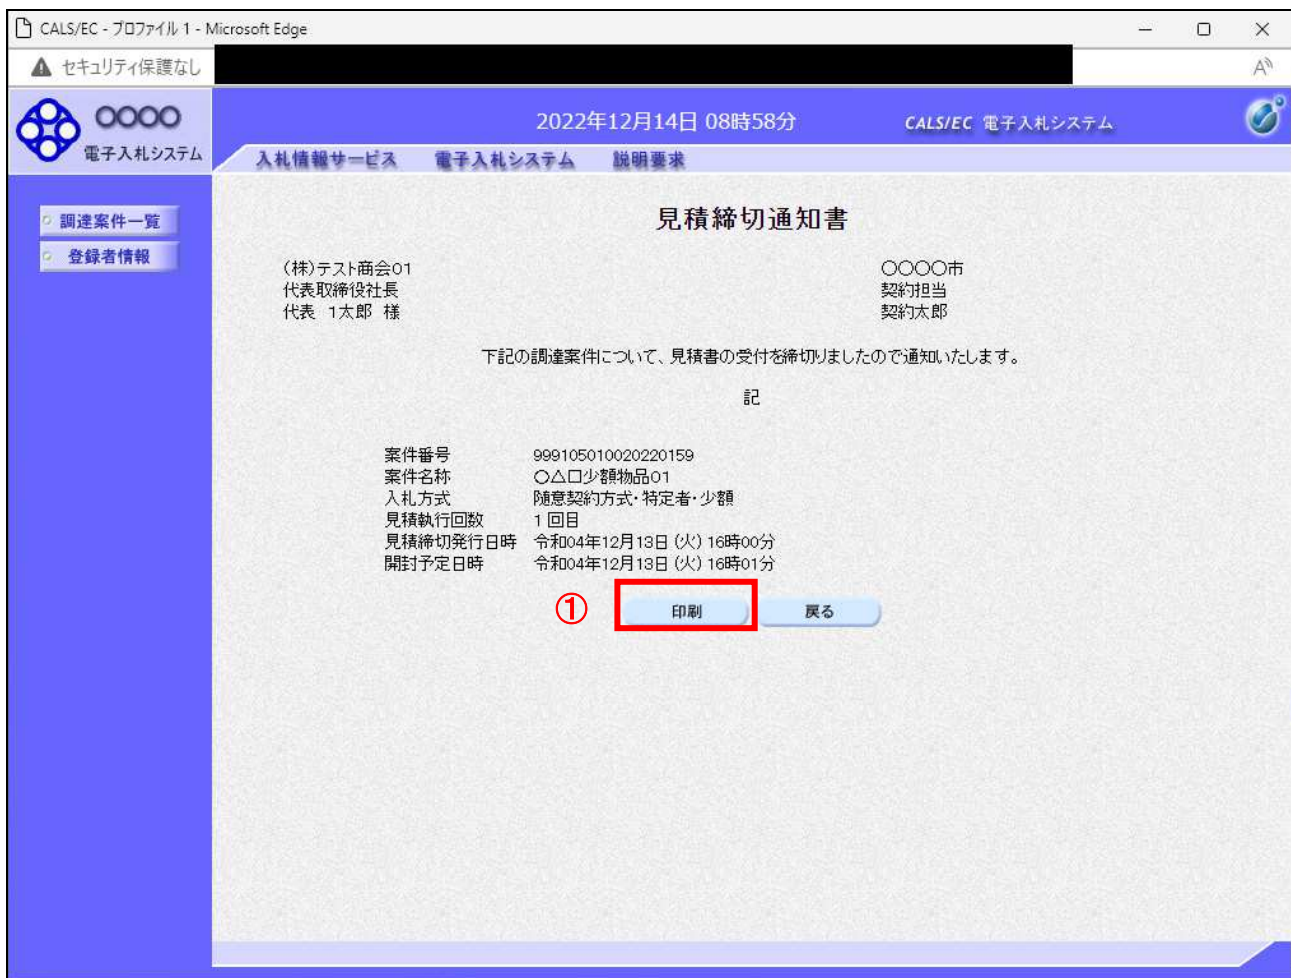 CALS/EC - プロファイル 1 - Microsoft Edge
セキュリティ保護なし
〇〇〇〇
電子入札システム
2022年12月14日 08時58分
CALS/EC 電子入札システム
入札情報サービス 電子入札システム 説明要求
調達案件一覧
登録者情報
見積締切通知書
(株)テスト商会01
代表取締役社長
代表 1太郎 様
〇〇〇〇市
契約担当
契約太郎
下記の調達案件について、見積書の受付を締切りましたので通知いたします。
記
案件番号 999105010020220159
案件名称 〇△口少額物品01
入札方式 随意契約方式・特定者・少額
見積執行回数 1 回目
見積締切発行日時 令和04年12月13日 (火) 16時00分
開封予定日時 令和04年12月13日 (火) 16時01分
① 印刷 戻る